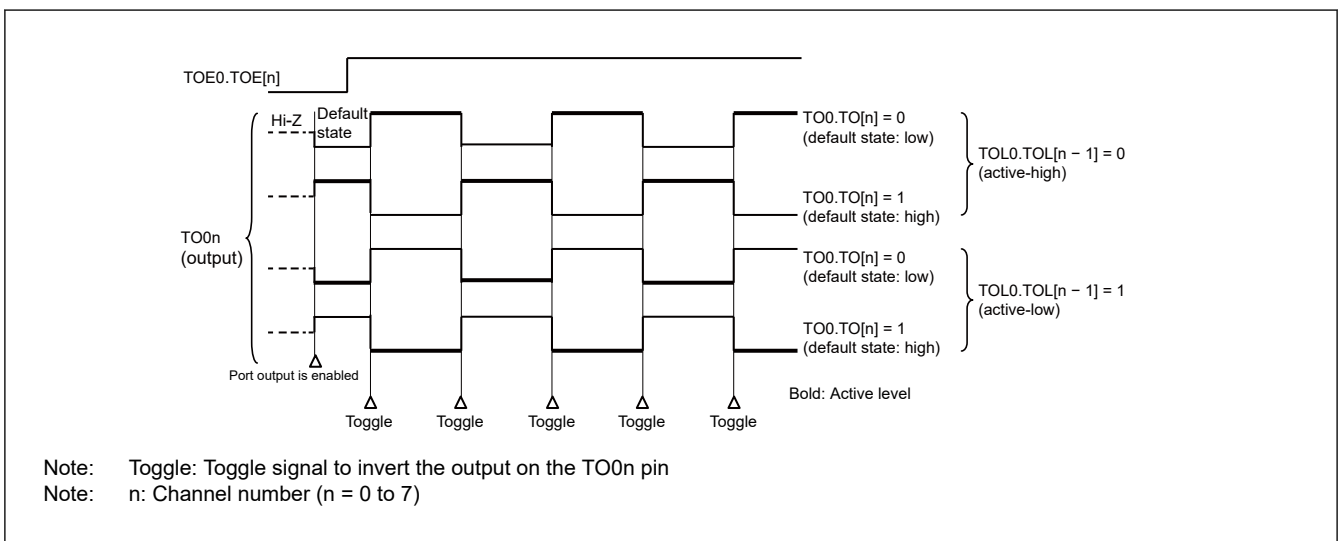 TOE0.TOE[n]
Hi-Z
Default
state
TO0n
(output)
TO0.TO[n] = 0
(default state: low)
TO0.TO[n] = 1
(default state: high)
TOL0.TOL[n − 1] = 0
(active-high)
TO0.TO[n] = 0
(default state: low)
TO0.TO[n] = 1
(default state: high)
TOL0.TOL[n − 1] = 1
(active-low)
Port output is enabled
Bold: Active level
Toggle Toggle Toggle Toggle Toggle
Note: Toggle: Toggle signal to invert the output on the TO0n pin
Note: n: Channel number (n = 0 to 7)